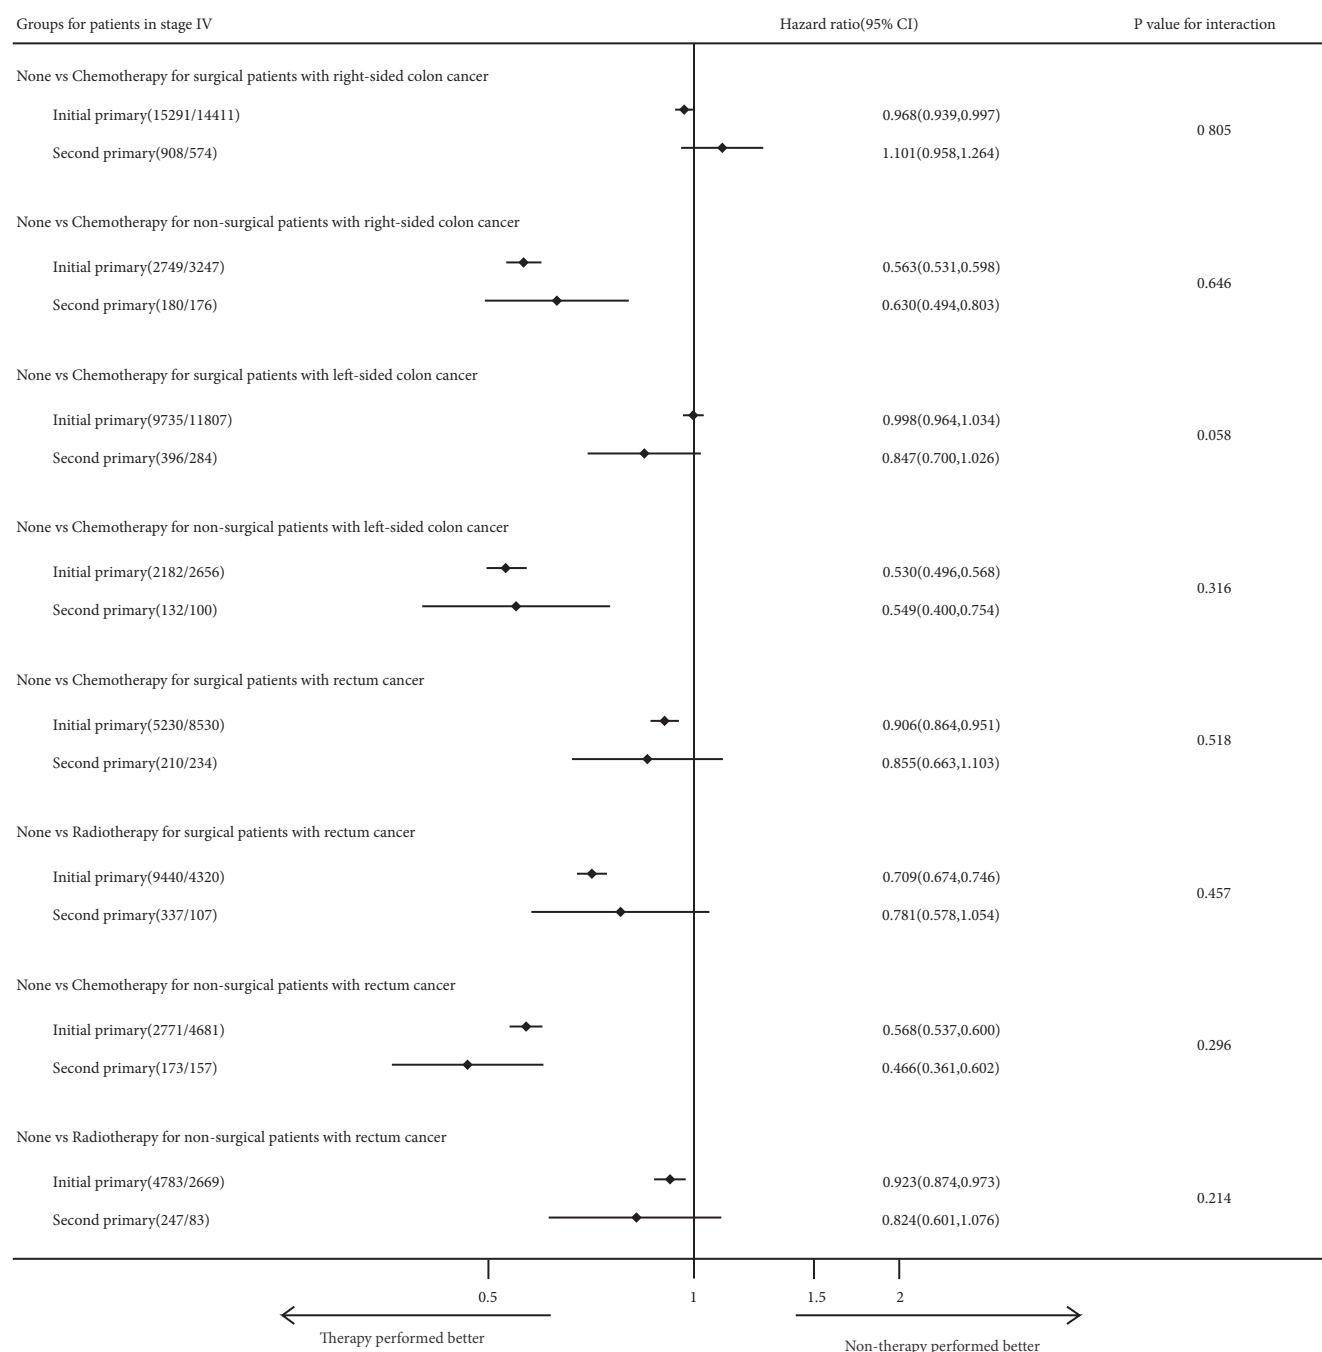 Groups for patients in stage IV Hazard ratio(95% CI) P value for interaction
None vs Chemotherapy for surgical patients with right-sided colon cancer
Initial primary(15291/14411) 0.968(0.939,0.997)
0 805
Second primary(908/574) 1.101(0.958,1.264)
None vs Chemotherapy for non-surgical patients with right-sided colon cancer
Initial primary(2749/3247) 0.563(0.531,0.598)
0.646
Second primary(180/176) 0.630(0.494,0.803)
None vs Chemotherapy for surgical patients with left-sided colon cancer
Initial primary(9735/11807) 0.998(0.964,1.034)
0.058
Second primary(396/284) 0.847(0.700,1.026)
None vs Chemotherapy for non-surgical patients with left-sided colon cancer
Initial primary(2182/2656) 0.530(0.496,0.568)
0.316
Second primary(132/100) 0.549(0.400,0.754)
None vs Chemotherapy for surgical patients with rectum cancer
Initial primary(5230/8530) 0.906(0.864,0.951)
0.518
Second primary(210/234) 0.855(0.663,1.103)
None vs Radiotherapy for surgical patients with rectum cancer
Initial primary(9440/4320) 0.709(0.674,0.746)
0.457
Second primary(337/107) 0.781(0.578,1.054)
None vs Chemotherapy for non-surgical patients with rectum cancer
Initial primary(2771/4681) 0.568(0.537,0.600)
0.296
Second primary(173/157) 0.466(0.361,0.602)
None vs Radiotherapy for non-surgical patients with rectum cancer
Initial primary(4783/2669) 0.923(0.874,0.973)
0.214
Second primary(247/83) 0.824(0.601,1.076)
0.5 1 1.5 2
Therapy performed better
Non-therapy performed better